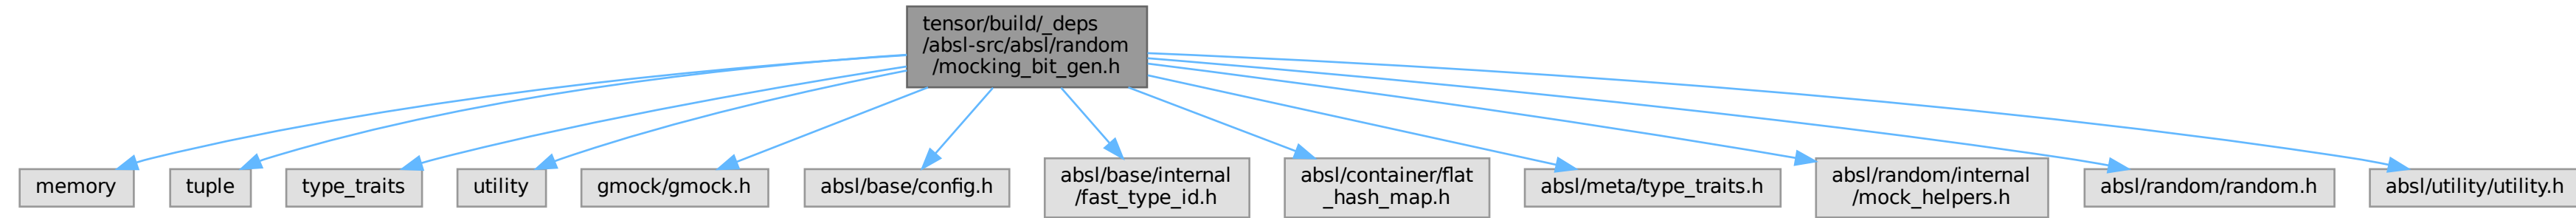 tensor/build/_deps
/absl-src/absl/random
/mocking_bit_gen.h
memory
tuple
type_traits
utility
gmock/gmock.h
absl/base/config.h
absl/base/internal
/fast_type_id.h
absl/container/flat
_hash_map.h
absl/meta/type_traits.h
absl/random/internal
/mock_helpers.h
absl/random/random.h
absl/utility/utility.h